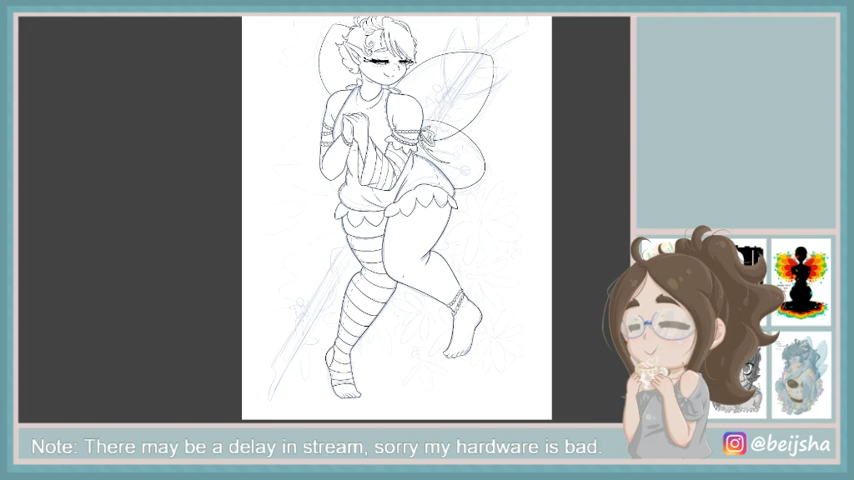 Note: There may be a delay in stream, sorry my hardware is bad.
@beijsha